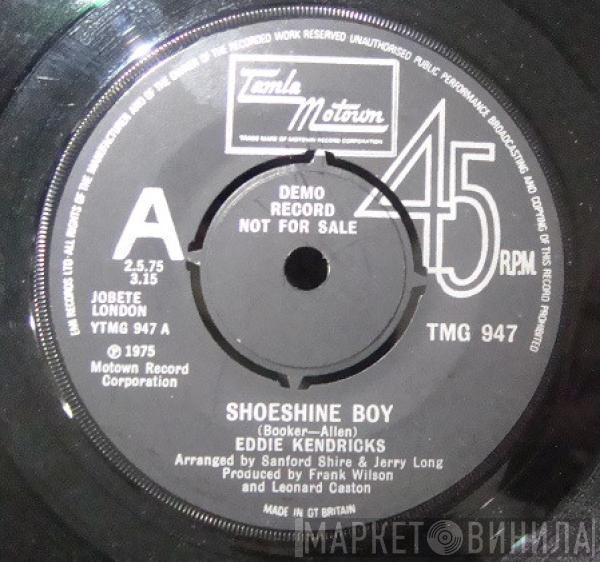 EMI RECORDS LTD·ALL RIGHTS OF THE MANUFACTURER AND OF THE OWNER OF THE RECORDED WORK RESERVED UNAUTHORISED PUBLIC PERFORMANCE BROADCASTING AND COPYING OF THIS RECORD PROHIBITED
Tamla
Motown
TRADE MARK OF MOTOWN RECORD CORPORATION
45
R.P.M.
DEMO
RECORD
NOT FOR SALE
A
2.5.75
3.15
JOBETE
LONDON
YTMG 947 A
TMG 947
℗ 1975
Motown Record
Corporation
SHOESHINE BOY
(Booker—Allen)
EDDIE KENDRICKS
Arranged by Sanford Shire & Jerry Long
Produced by Frank Wilson
and Leonard Caston
MADE IN GT BRITAIN
МАРКЕТ ВИНИЛА